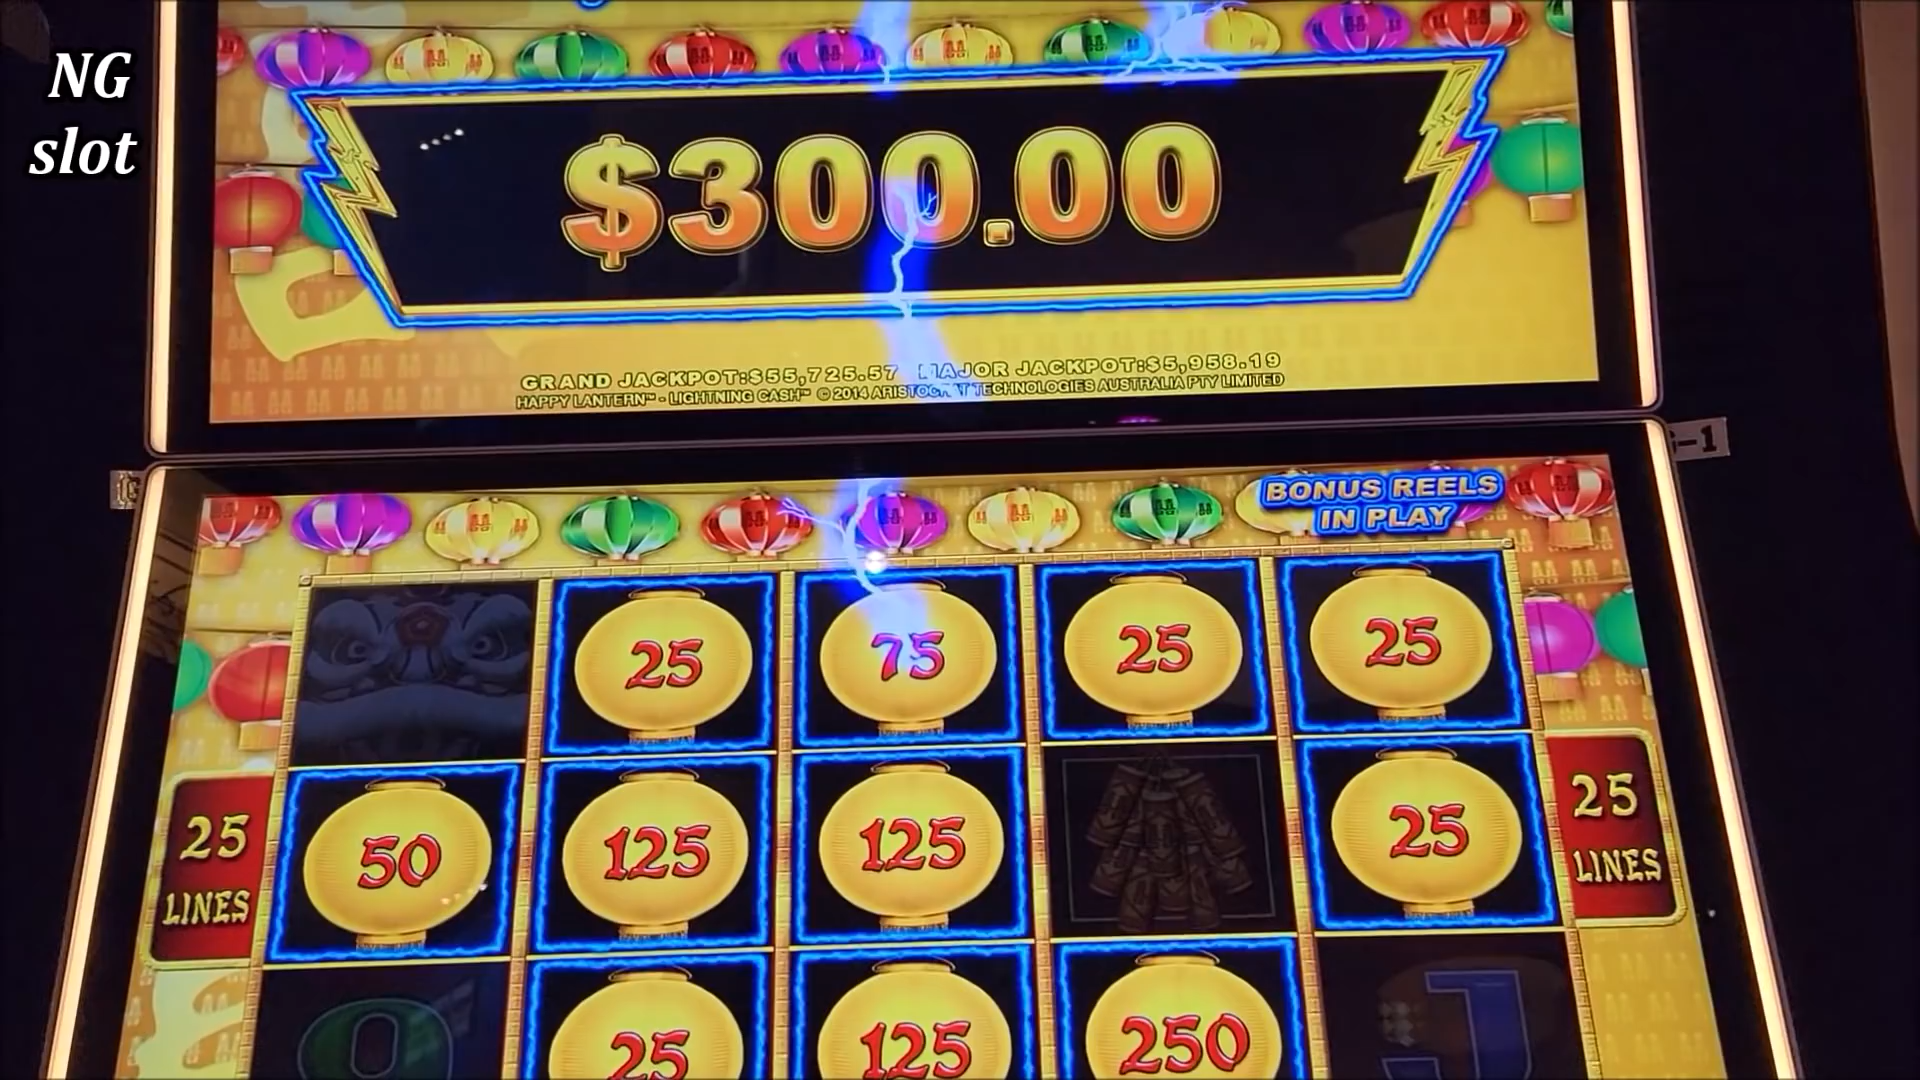 NG
slot
$300.00
GRAND JACKPOT:$55,725.57 MAJOR JACKPOT:$5,958.19
HAPPY LANTERN™ - LIGHTNING CASH™ © 2014 ARISTOCRAT TECHNOLOGIES AUSTRALIA PTY LIMITED
-1
BONUS REELS
IN PLAY
25 75 25 25
25
LINES
50 125 125 25
25
LINES
25 125 250 J